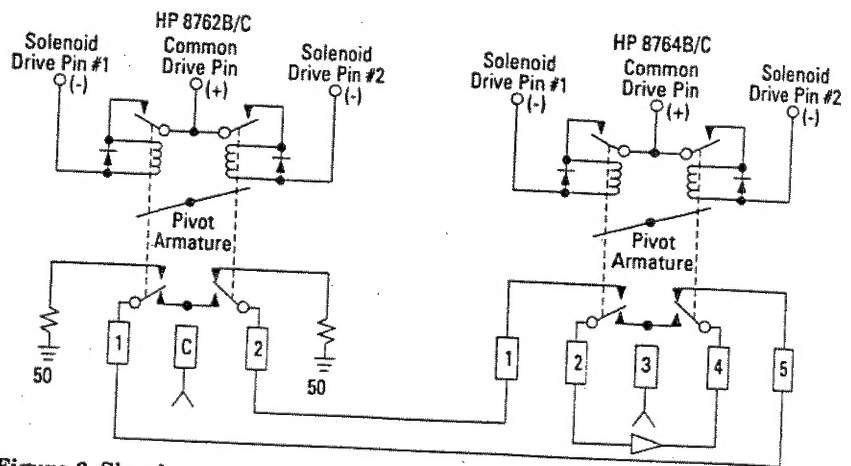 HP 8762B/C
Solenoid
Drive Pin #1
(-)
Common
Drive Pin
(+)
Solenoid
Drive Pin #2
(-)
Pivot
Armature
1
C
2
50
50
HP 8764B/C
Solenoid
Drive Pin #1
(-)
Common
Drive Pin
(+)
Solenoid
Drive Pin #2
(-)
Pivot
Armature
1
2
3
4
5